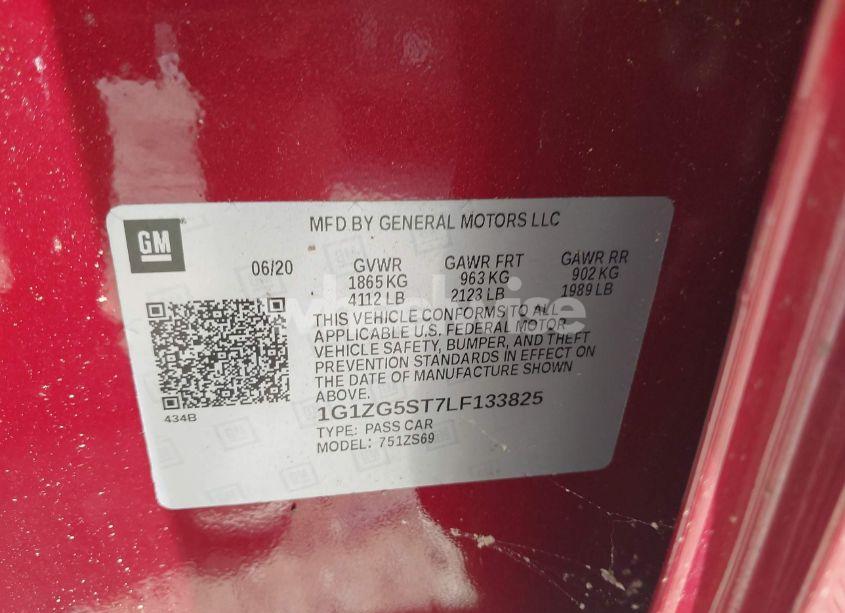 GM
MFD BY GENERAL MOTORS LLC
06/20 GVWR GAWR FRT GAWR RR
1865 KG 963 KG 902 KG
4112 LB 2123 LB 1989 LB
THIS VEHICLE CONFORMS TO ALL
APPLICABLE U.S. FEDERAL MOTOR
VEHICLE SAFETY, BUMPER, AND THEFT
PREVENTION STANDARDS IN EFFECT ON
THE DATE OF MANUFACTURE SHOWN
ABOVE.
434B
1G1ZG5ST7LF133825
TYPE: PASS CAR
MODEL: 751ZS69